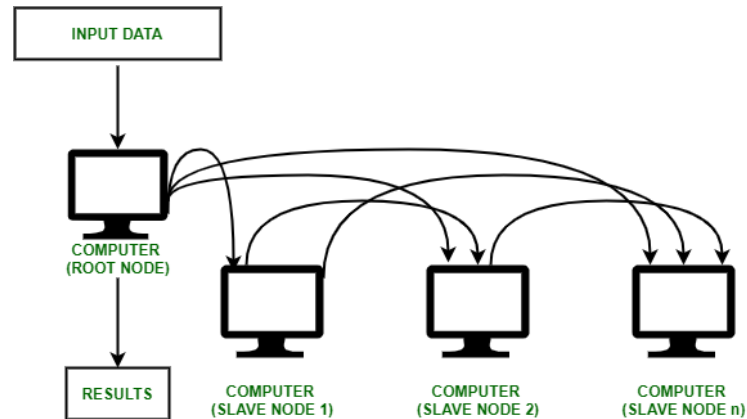 INPUT DATA
COMPUTER
(ROOT NODE)
RESULTS
COMPUTER
(SLAVE NODE 1)
COMPUTER
(SLAVE NODE 2)
COMPUTER
(SLAVE NODE n)